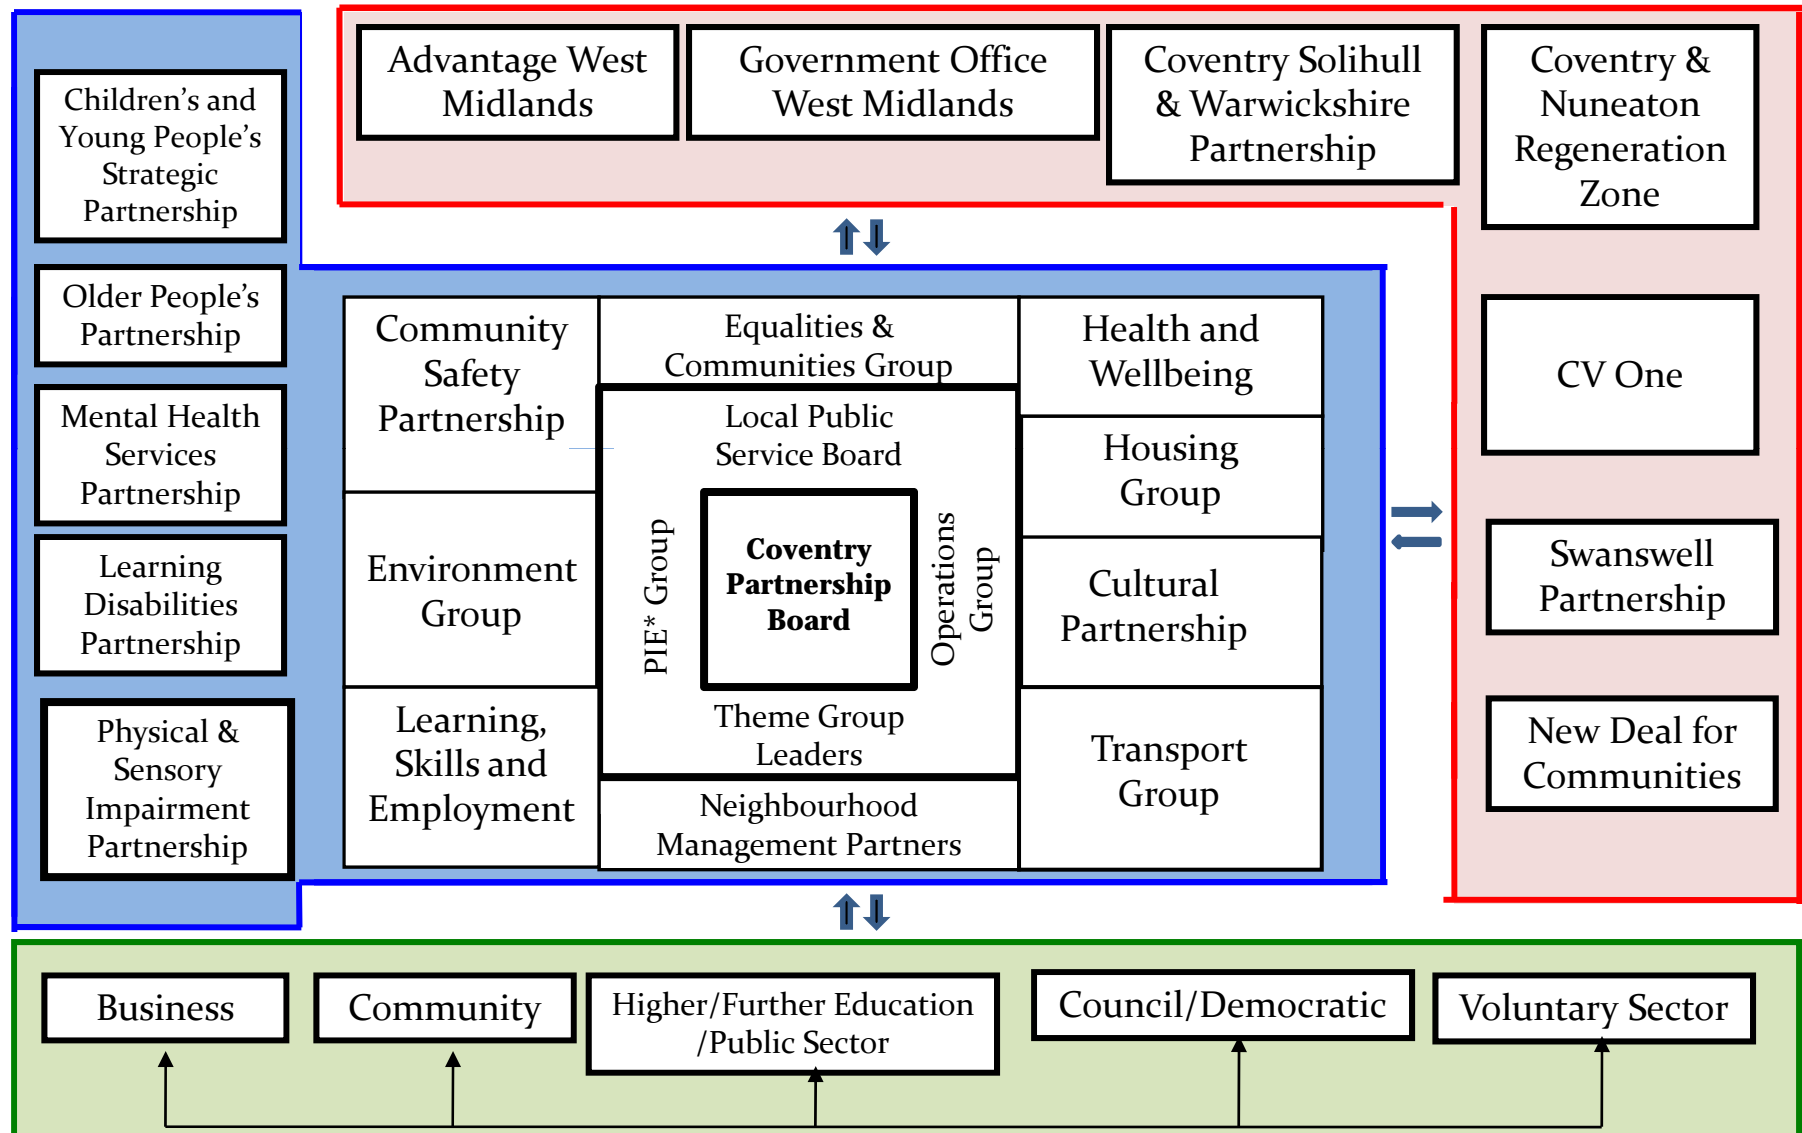 Advantage West
Midlands
Government Office
West Midlands
Coventry Solihull
& Warwickshire
Partnership
Coventry &
Nuneaton
Regeneration
Zone
Children’s and
Young People’s
Strategic
Partnership
Older People’s
Partnership
Mental Health
Services
Partnership
Learning
Disabilities
Partnership
Physical &
Sensory
Impairment
Partnership
Community
Safety
Partnership
Environment
Group
Learning,
Skills and
Employment
Equalities &
Communities Group
Local Public
Service Board
PIE* Group
Coventry
Partnership
Board
Operations
Group
Theme Group
Leaders
Neighbourhood
Management Partners
Health and
Wellbeing
Housing
Group
Cultural
Partnership
Transport
Group
CV One
Swanswell
Partnership
New Deal for
Communities
Business
Community
Higher/Further Education
/Public Sector
Council/Democratic
Voluntary Sector